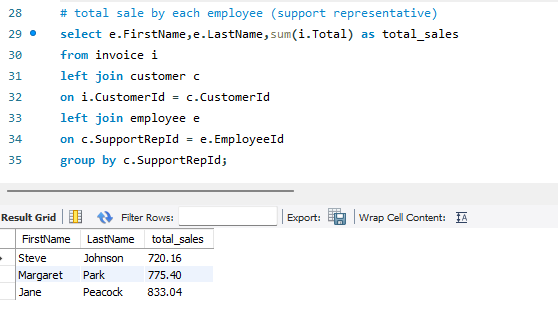 28 # total sale by each employee (support representative)
29 select e.FirstName,e.LastName,sum(i.Total) as total_sales
30 from invoice i
31 left join customer c
32 on i.CustomerId = c.CustomerId
33 left join employee e
34 on c.SupportRepId = e.EmployeeId
35 group by c.SupportRepId;
Result Grid Filter Rows: Export: Wrap Cell Content:
FirstName LastName total_sales
Steve Johnson 720.16
Margaret Park 775.40
Jane Peacock 833.04